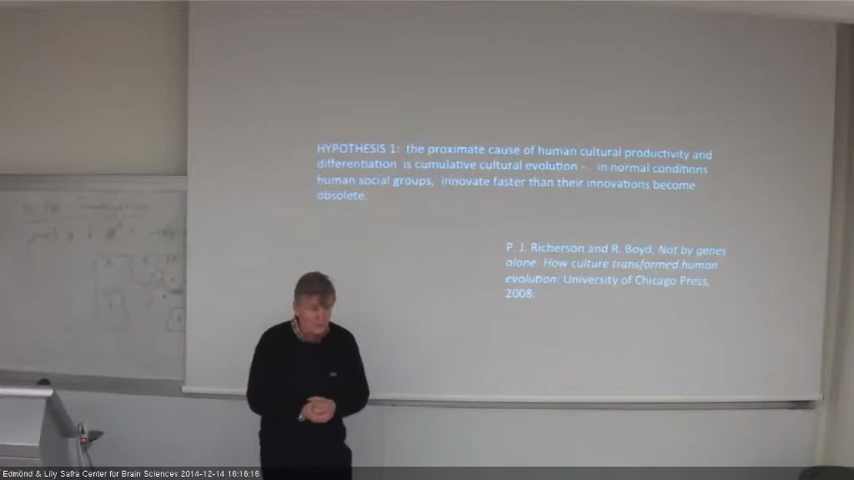 HYPOTHESIS 1: the proximate cause of human cultural productivity and
differentiation is cumulative cultural evolution - in normal conditions
human social groups, innovate faster than their innovations become
obsolete.
P. J. Richerson and R. Boyd, Not by genes
alone. How culture transformed human
evolution: University of Chicago Press,
2008.
Edmond & Lily Safra Center for Brain Sciences 2014-12-14 16:16:16